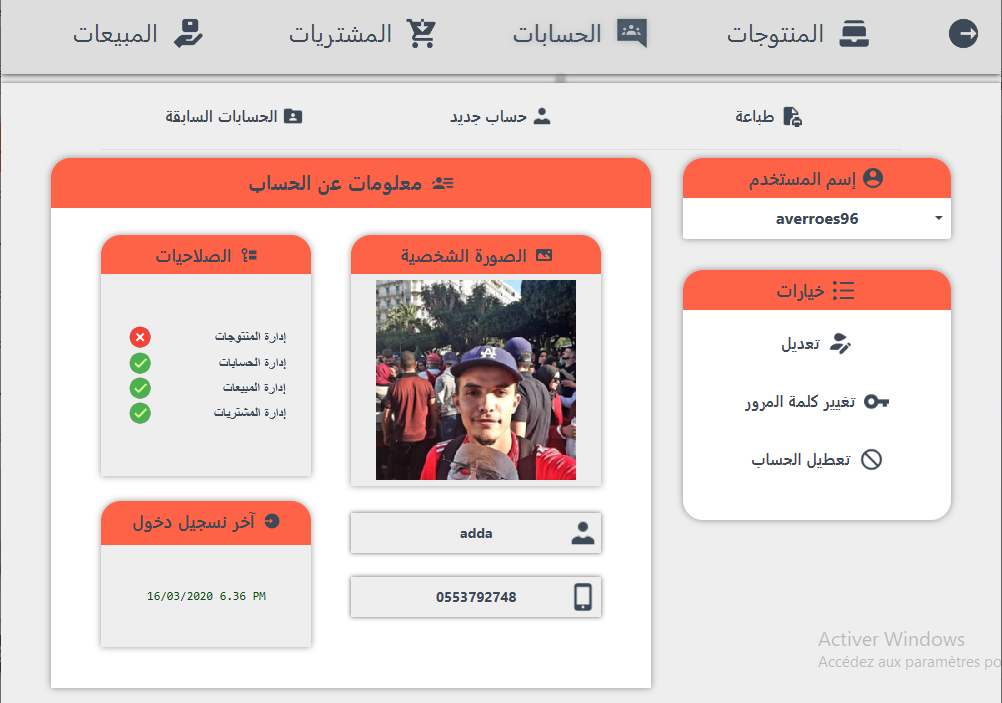 المنتوجات
الحسابات
المشتريات
المبيعات
طباعة
حساب جديد
الحسابات السابقة
إسم المستخدم
averroes96
خيارات
تعديل
تغيير كلمة المرور
تعطيل الحساب
معلومات عن الحساب
الصورة الشخصية
LA
adda
0553792748
الصلاحيات
إدارة المنتوجات
إدارة الحسابات
إدارة المبيعات
إدارة المشتريات
آخر نسجيل دخول
16/03/2020 6.36 PM
Activer Windows
Accédez aux paramètres po